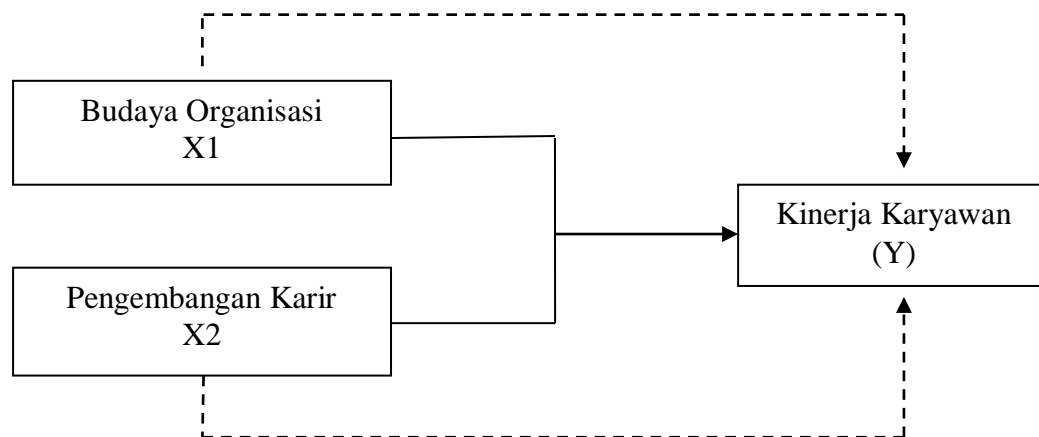 Budaya Organisasi
X1
Kinerja Karyawan
(Y)
Pengembangan Karir
X2